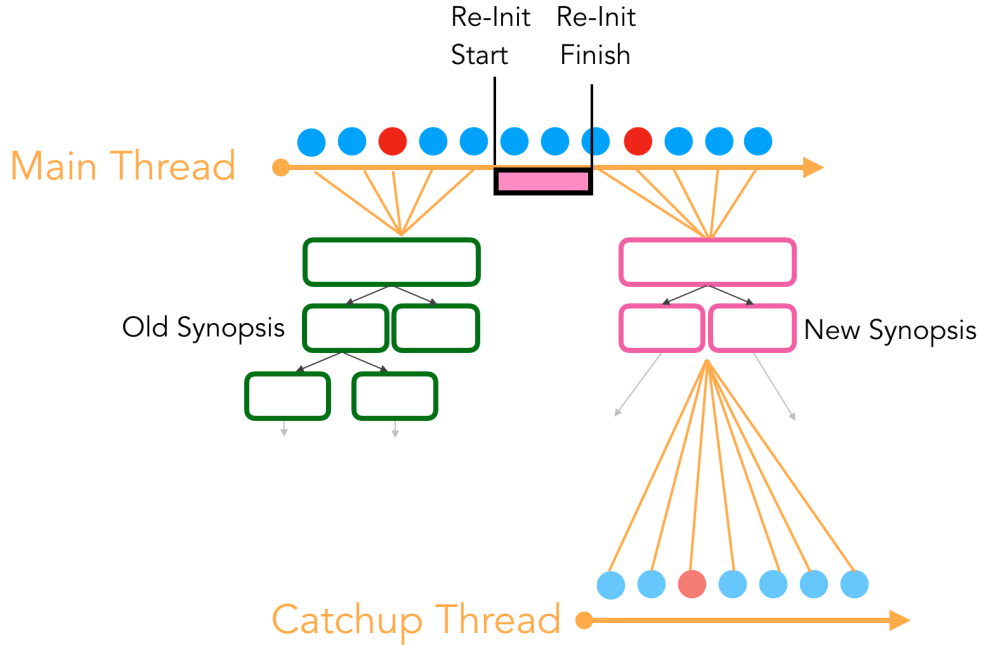 Re-Init Re-Init
Start Finish
Main Thread
Old Synopsis
New Synopsis
Catchup Thread